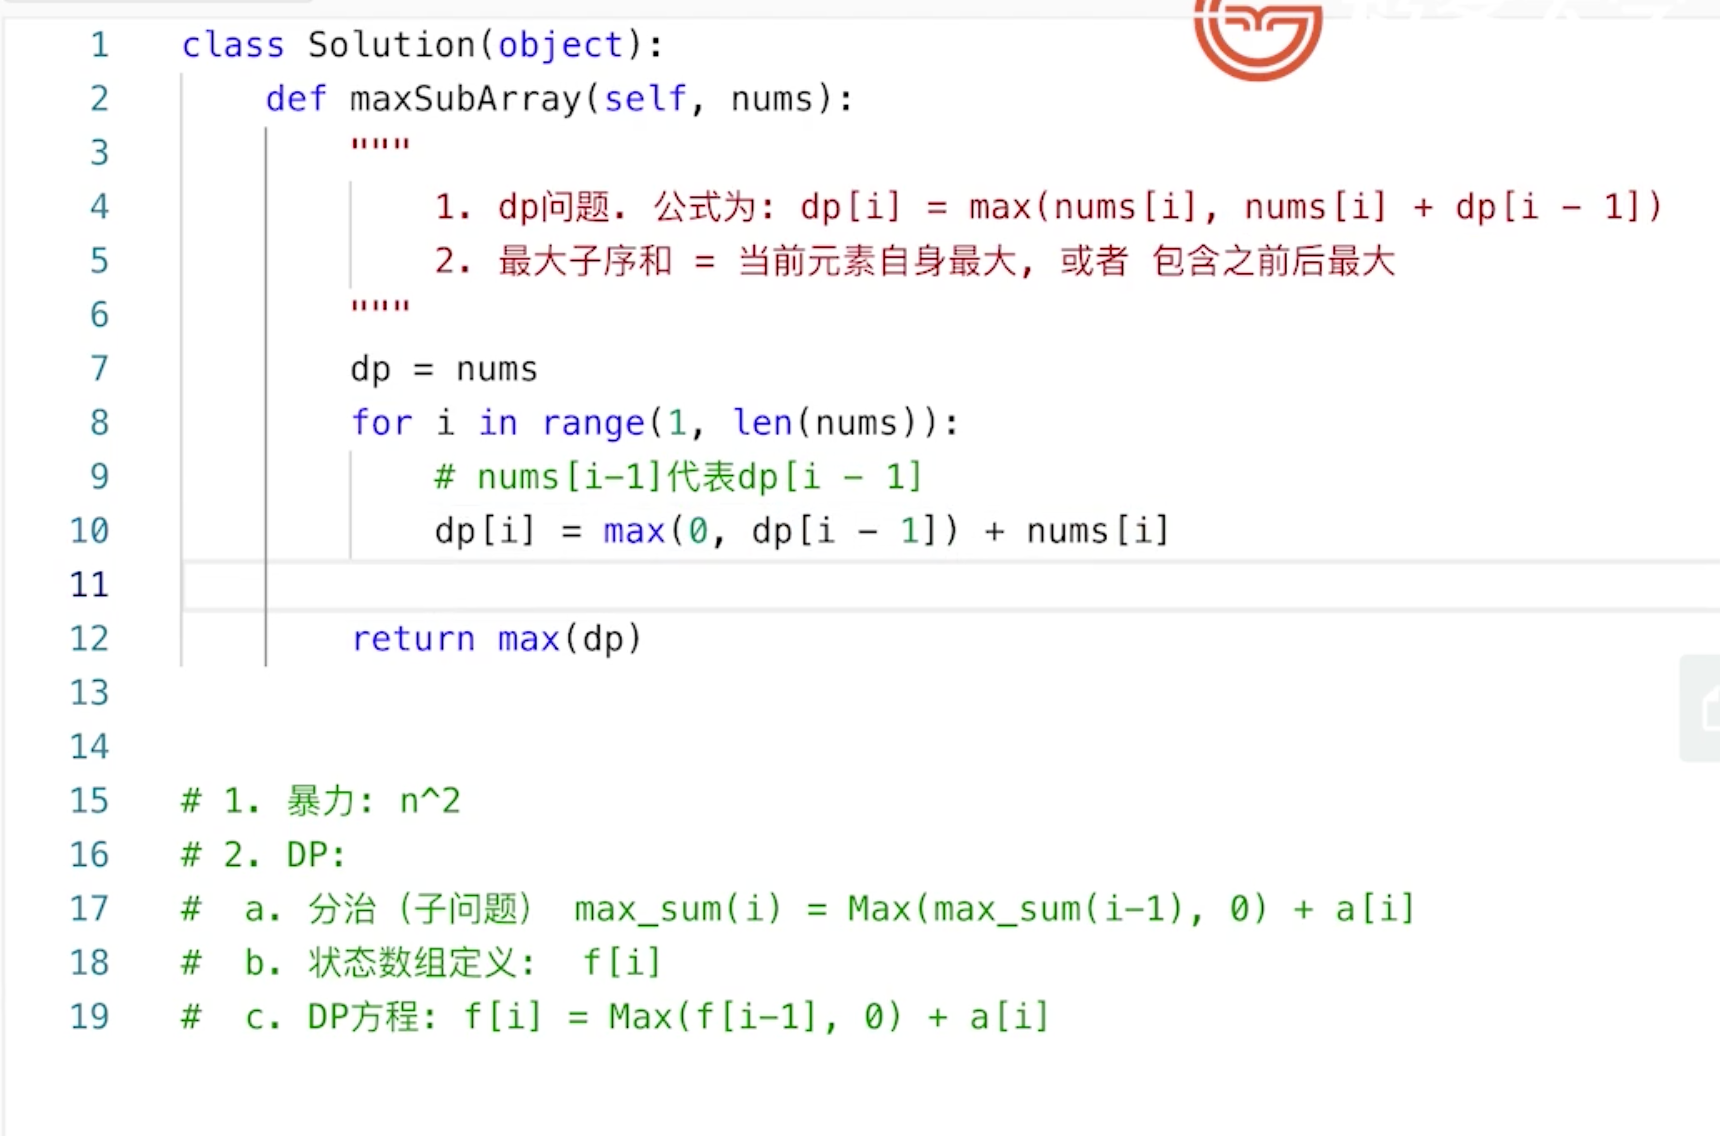 1 class Solution(object):
2 def maxSubArray(self, nums):
3 """
4 1. dp问题. 公式为: dp[i] = max(nums[i], nums[i] + dp[i - 1])
5 2. 最大子序和 = 当前元素自身最大, 或者 包含之前后最大
6 """
7 dp = nums
8 for i in range(1, len(nums)):
9 # nums[i-1]代表dp[i - 1]
10 dp[i] = max(0, dp[i - 1]) + nums[i]
11
12 return max(dp)
13
14
15 # 1. 暴力: n^2
16 # 2. DP:
17 # a. 分治 (子问题) max_sum(i) = Max(max_sum(i-1), 0) + a[i]
18 # b. 状态数组定义: f[i]
19 # c. DP方程: f[i] = Max(f[i-1], 0) + a[i]